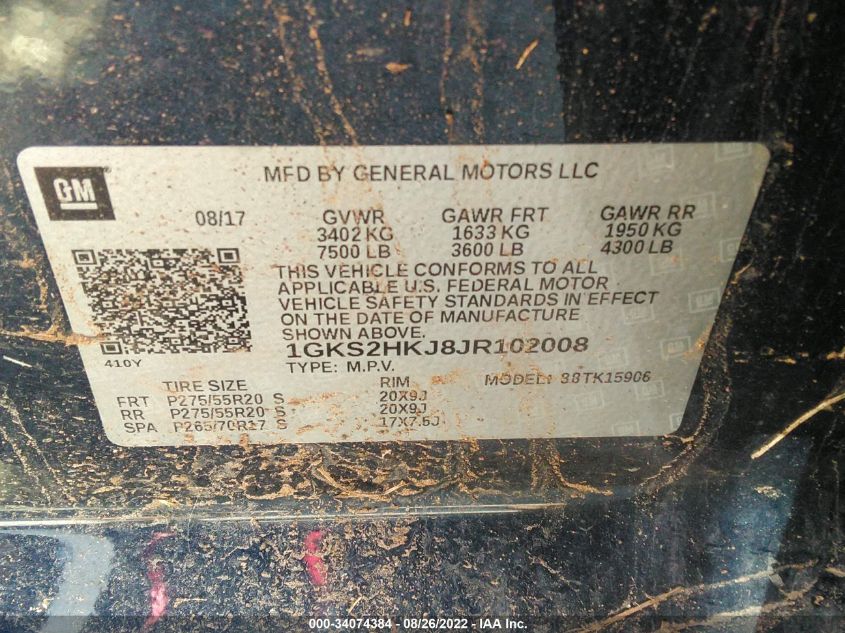 GM
MFD BY GENERAL MOTORS LLC
08/17 GVWR GAWR FRT GAWR RR
3402 KG 1633 KG 1950 KG
7500 LB 3600 LB 4300 LB
THIS VEHICLE CONFORMS TO ALL
APPLICABLE U.S. FEDERAL MOTOR
VEHICLE SAFETY STANDARDS IN EFFECT
ON THE DATE OF MANUFACTURE
SHOWN ABOVE.
1GKS2HKJ8JR102008
410Y TYPE: M.P.V. MODEL:
TIRE SIZE RIM
FRT P275/55R20 S 20X9J
RR P275/55R20 S 20X9J
SPA P265/70R17 S 17X7.5J
000-34074384 - 08/26/2022 - IAA Inc.